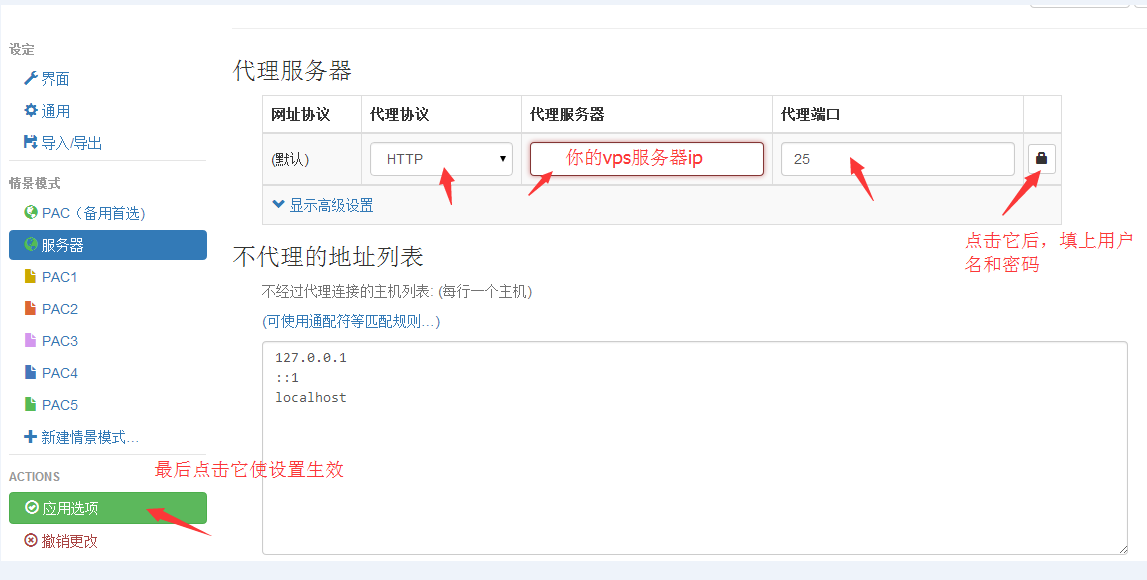 设定
界面
通用
导入/导出
情景模式
PAC（备用首选）
服务器
PAC1
PAC2
PAC3
PAC4
PAC5
新建情景模式…
ACTIONS
最后点击它使设置生效
应用选项
撤销更改
代理服务器
网址协议 代理协议 代理服务器 代理端口
(默认) HTTP 你的vps服务器ip 25
显示高级设置
点击它后，填上用户
名和密码
不代理的地址列表
不经过代理连接的主机列表: (每行一个主机)
(可使用通配符等匹配规则…)
127.0.0.1
::1
localhost